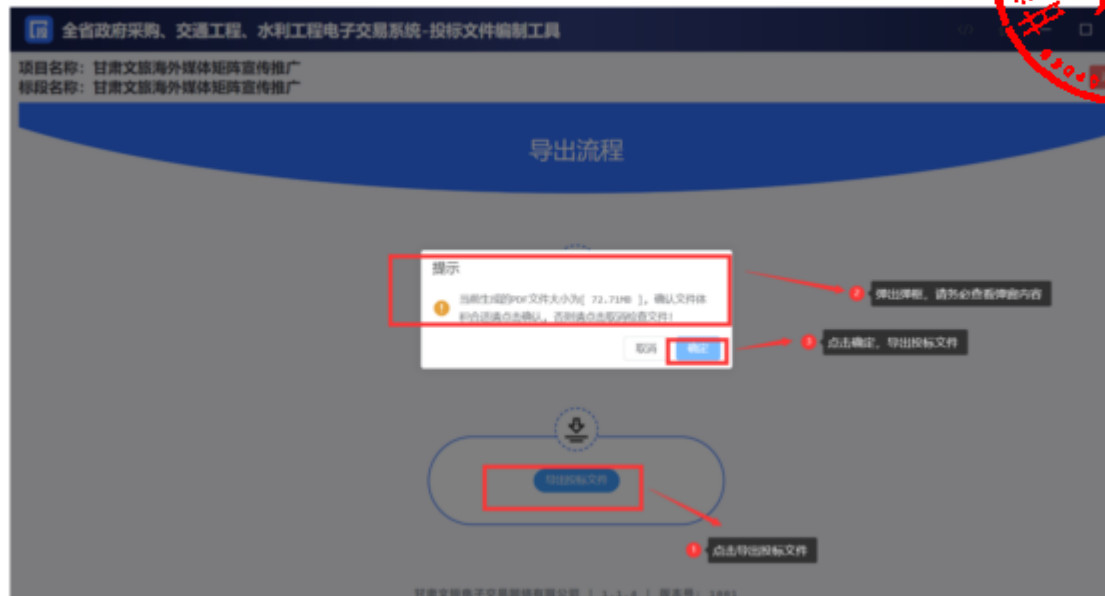 全省政府采购、交通工程、水利工程电子交易系统-投标文件编制工具
项目名称：甘肃文旅海外媒体矩阵宣传推广
标段名称：甘肃文旅海外媒体矩阵宣传推广
导出流程
提示
当前生成的PDF文件大小为[ 72.71MB ]，确认文件体
积合适请点击确认，否则请点击取消检查文件！
取消 确定
2 弹出弹框，请务必查看弹窗内容
3 点击确定，导出投标文件
导出投标文件
1 点击导出投标文件